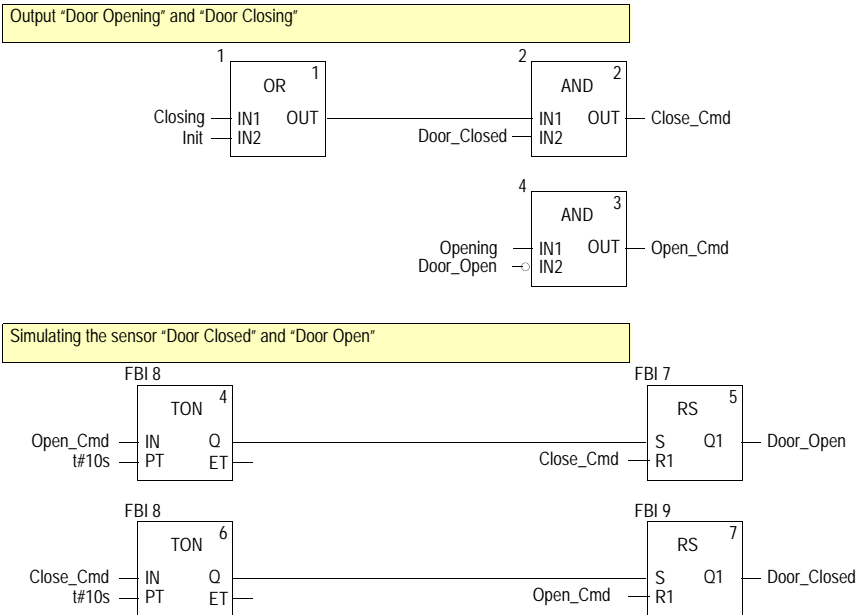 Output “Door Opening” and “Door Closing”
1 2
OR 1 AND 2
Closing IN1 OUT IN1 OUT Close_Cmd
Init IN2 Door_Closed IN2
4
AND 3
Opening IN1 OUT Open_Cmd
Door_Open IN2
Simulating the sensor “Door Closed” and “Door Open”
FBI 8 FBI 7
TON 4 RS 5
Open_Cmd IN Q S Q1 Door_Open
t#10s PT ET Close_Cmd R1
FBI 8 FBI 9
TON 6 RS 7
Close_Cmd IN Q S Q1 Door_Closed
t#10s PT ET Open_Cmd R1